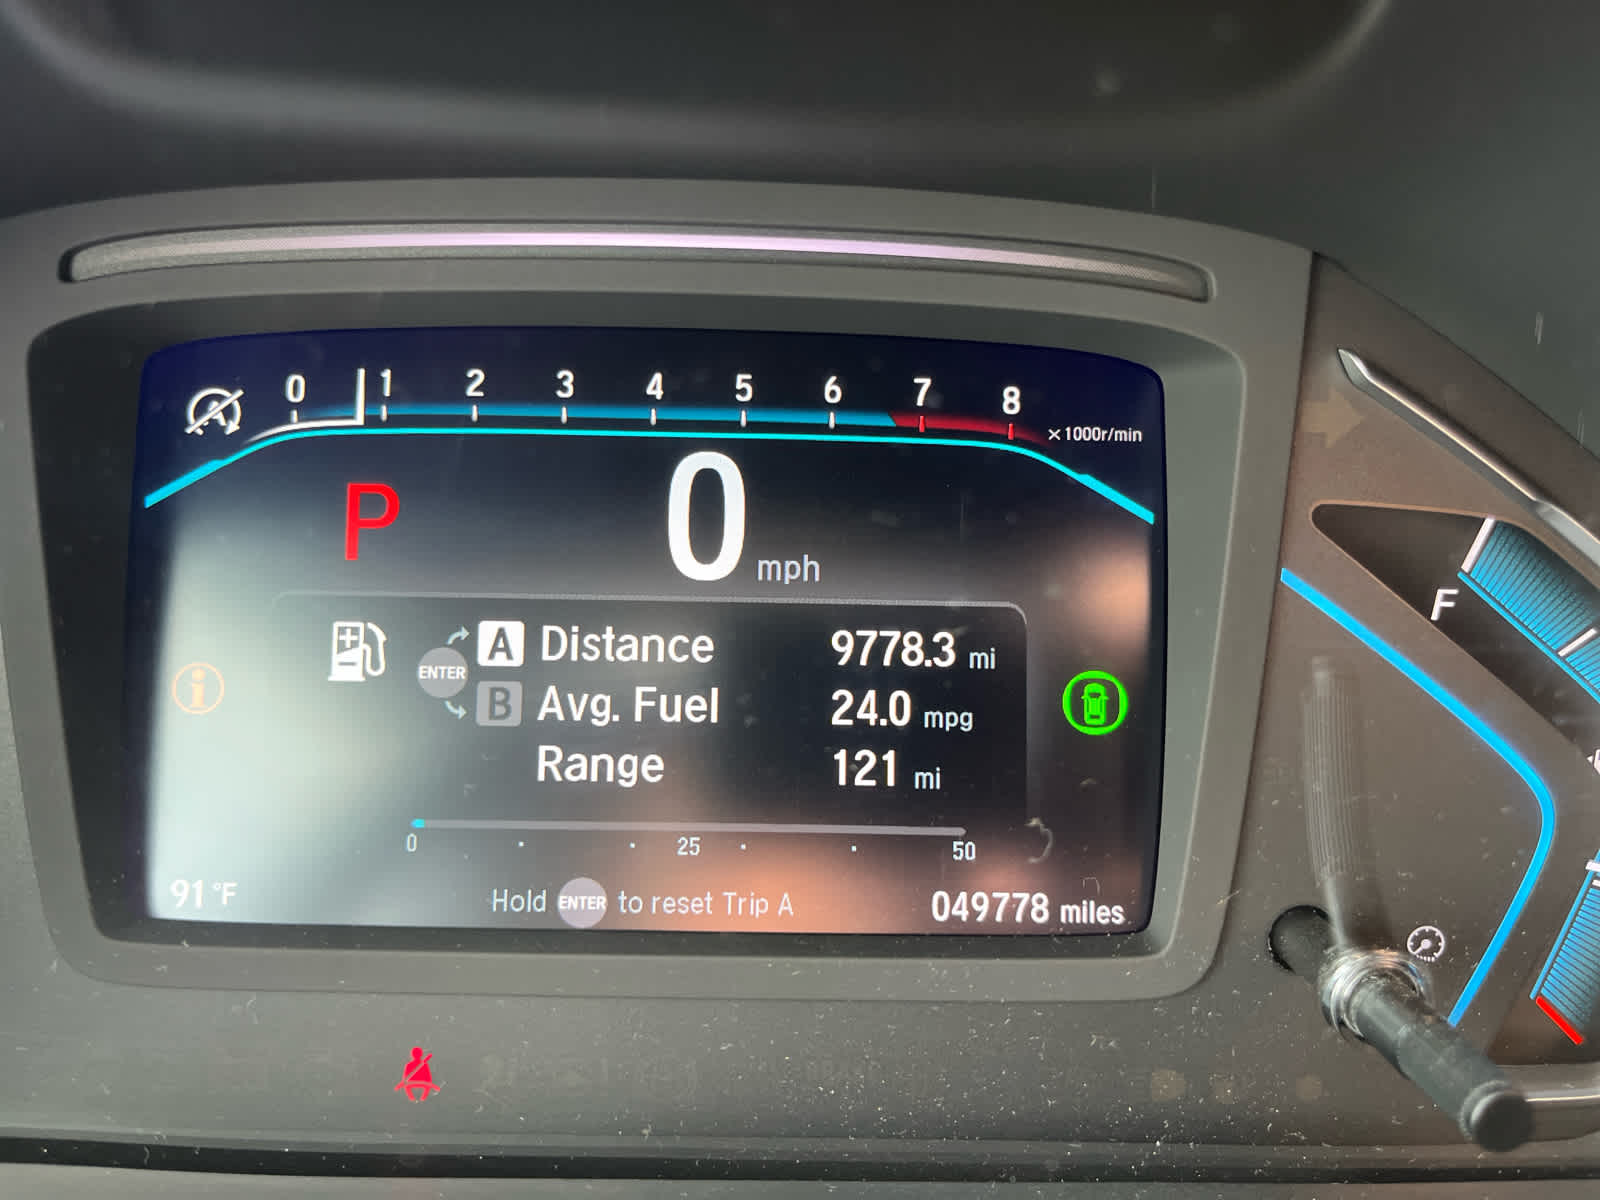 0 1 2 3 4 5 6 7 8
×1000r/min
A
P
0 mph
F
A Distance 9778.3 mi
ENTER
B Avg. Fuel 24.0 mpg
Range 121 mi
i
0 25 50
91°F
Hold ENTER to reset Trip A
049778 miles